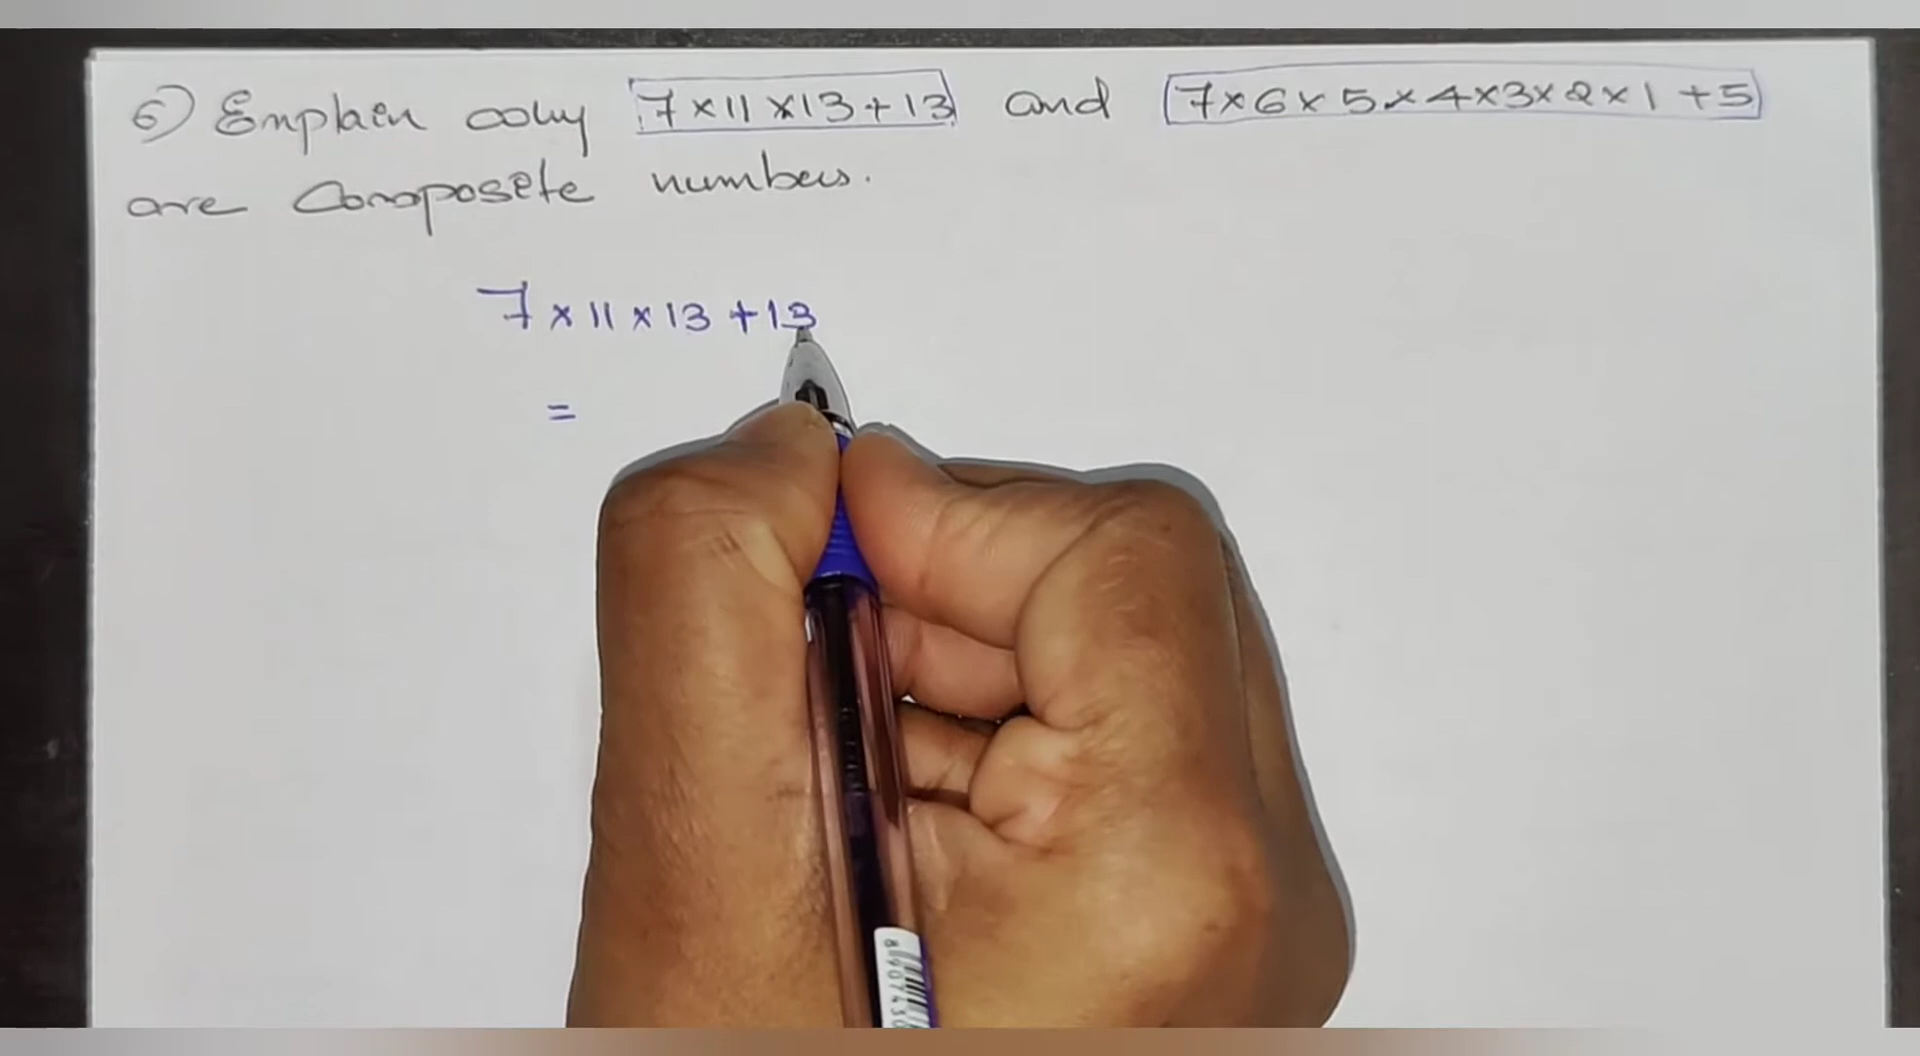 6) Explain why 7×11×13+13 and 7×6×5×4×3×2×1+5
are Composite numbers.
7×11×13+13
=